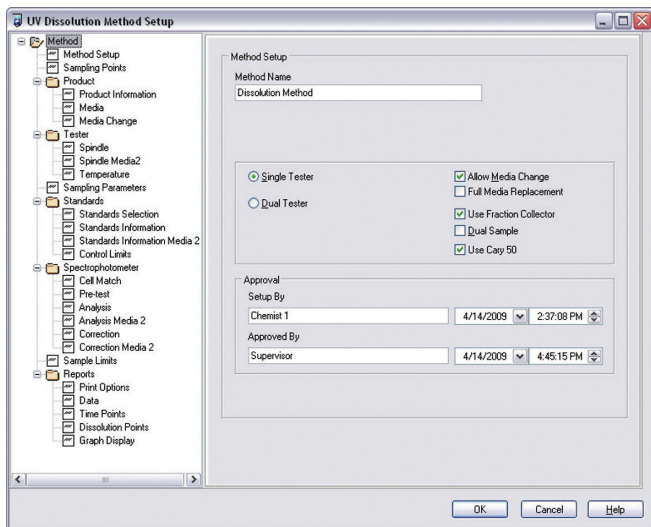 UV Dissolution Method Setup
Method
Method Setup
Sampling Points
Product
Product Information
Media
Media Change
Tester
Spindle
Spindle Media2
Temperature
Sampling Parameters
Standards
Standards Selection
Standards Information
Standards Information Media 2
Control Limits
Spectrophotometer
Cell Match
Pre-test
Analysis
Analysis Media 2
Correction
Correction Media 2
Sample Limits
Reports
Print Options
Data
Time Points
Dissolution Points
Graph Display
Method Setup
Method Name
Dissolution Method
Single Tester
Dual Tester
Allow Media Change
Full Media Replacement
Use Fraction Collector
Dual Sample
Use Cary 50
Approval
Setup By
Chemist 1 4/14/2009 2:37:08 PM
Approved By
Supervisor 4/14/2009 4:45:15 PM
OK Cancel Help